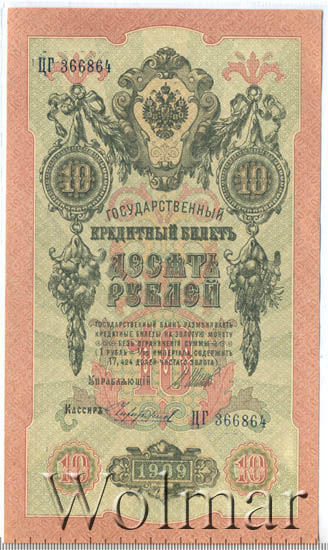 ЦГ 366864
10 10
ГОСУДАРСТВЕННЫЙ
КРЕДИТНЫЙ БИЛЕТЪ
ДЕСЯТЬ
РУБЛЕЙ
ГОСУДАРСТВЕННЫЙ БАНКЪ РАЗМѢНИВАЕТЪ
КРЕДИТНЫЕ БИЛЕТЫ НА ЗОЛОТУЮ МОНЕТУ
БЕЗЪ ОГРАНИЧЕНІЯ СУММЫ
(1 РУБЛЬ = 1/15 ИМПЕРІАЛА, СОДЕРЖИТЪ
17,424 ДОЛЕЙ ЧИСТАГО ЗОЛОТА).
10
Управляющій
Кассиръ
ЦГ 366864
10 1909 10
Wolmar